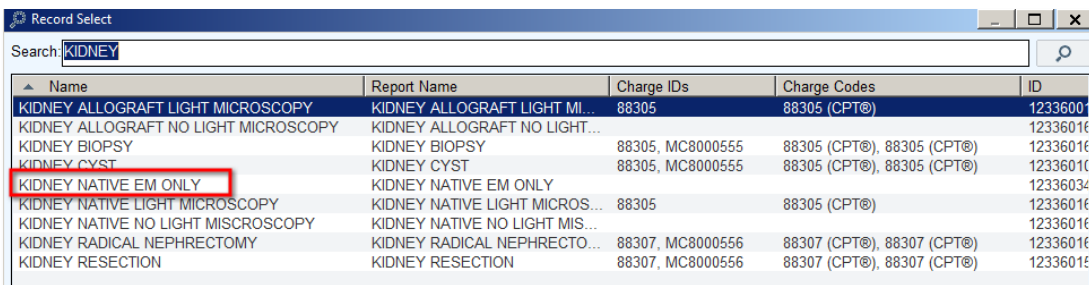 Record Select
Search: KIDNEY
Name Report Name Charge IDs Charge Codes ID
KIDNEY ALLOGRAFT LIGHT MICROSCOPY KIDNEY ALLOGRAFT LIGHT MI... 88305 88305 (CPT®) 12336001
KIDNEY ALLOGRAFT NO LIGHT MICROSCOPY KIDNEY ALLOGRAFT NO LIGHT...
KIDNEY BIOPSY KIDNEY BIOPSY 88305, MC8000555 88305 (CPT®), 88305 (CPT®)
KIDNEY CYST KIDNEY CYST 88305, MC8000555 88305 (CPT®), 88305 (CPT®)
KIDNEY NATIVE EM ONLY KIDNEY NATIVE EM ONLY 12336034
KIDNEY NATIVE LIGHT MICROSCOPY KIDNEY NATIVE LIGHT MICROS... 88305 88305 (CPT®)
KIDNEY NATIVE NO LIGHT MISCROSCOPY KIDNEY NATIVE NO LIGHT MIS...
KIDNEY RADICAL NEPHRECTOMY KIDNEY RADICAL NEPHRECTO... 88307, MC8000556 88307 (CPT®), 88307 (CPT®)
KIDNEY RESECTION KIDNEY RESECTION 88307, MC8000556 88307 (CPT®), 88307 (CPT®)